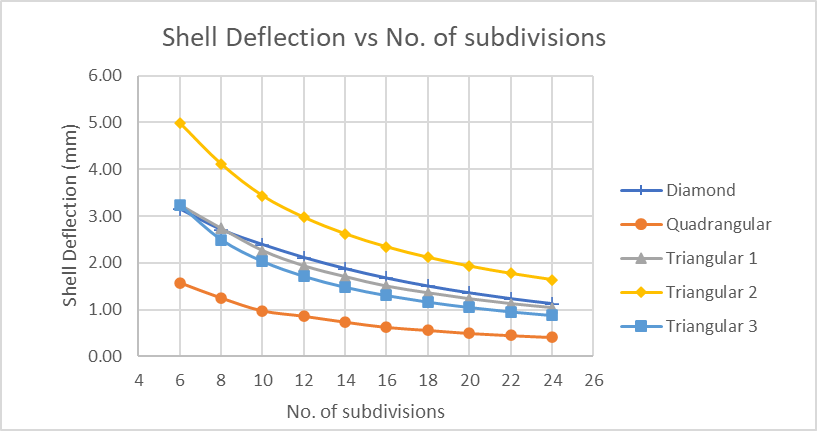 Shell Deflection vs No. of subdivisions
6.00
5.00
4.00
3.00
2.00
1.00
0.00
Shell Deflection (mm)
4 6 8 10 12 14 16 18 20 22 24 26
No. of subdivisions
Diamond
Quadrangular
Triangular 1
Triangular 2
Triangular 3